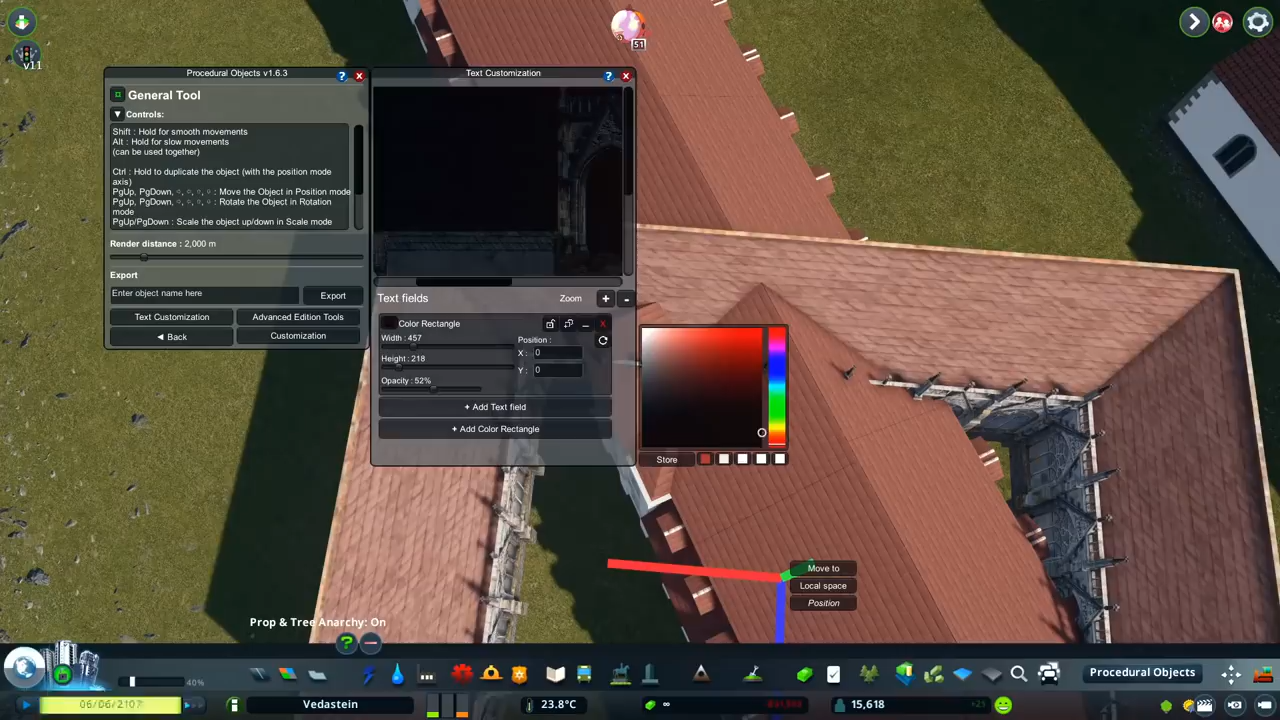 51
v11
Procedural Objects v1.6.3
?
Text Customization
?
General Tool
Controls:
Shift : Hold for smooth movements
Alt : Hold for slow movements
(can be used together)
Ctrl : Hold to duplicate the object (with the position mode
axis)
PgUp, PgDown, ○, ○, ○, ○ : Move the Object in Position mode
PgUp, PgDown, ○, ○, ○, ○ : Rotate the Object in Rotation
mode
PgUp/PgDown : Scale the object up/down in Scale mode
Render distance : 2,000 m
Export
Enter object name here
Export
Text Customization
Advanced Edition Tools
Back
Customization
Text fields
Zoom
+
-
Color Rectangle
Width : 457
Position :
X :
0
Height : 218
Y :
0
Opacity : 52%
+ Add Text field
+ Add Color Rectangle
Store
Move to
Local space
Position
Prop & Tree Anarchy: On
?
40%
Procedural Objects
06/06/2107
Vedastein
23.8°C
∞
15,618